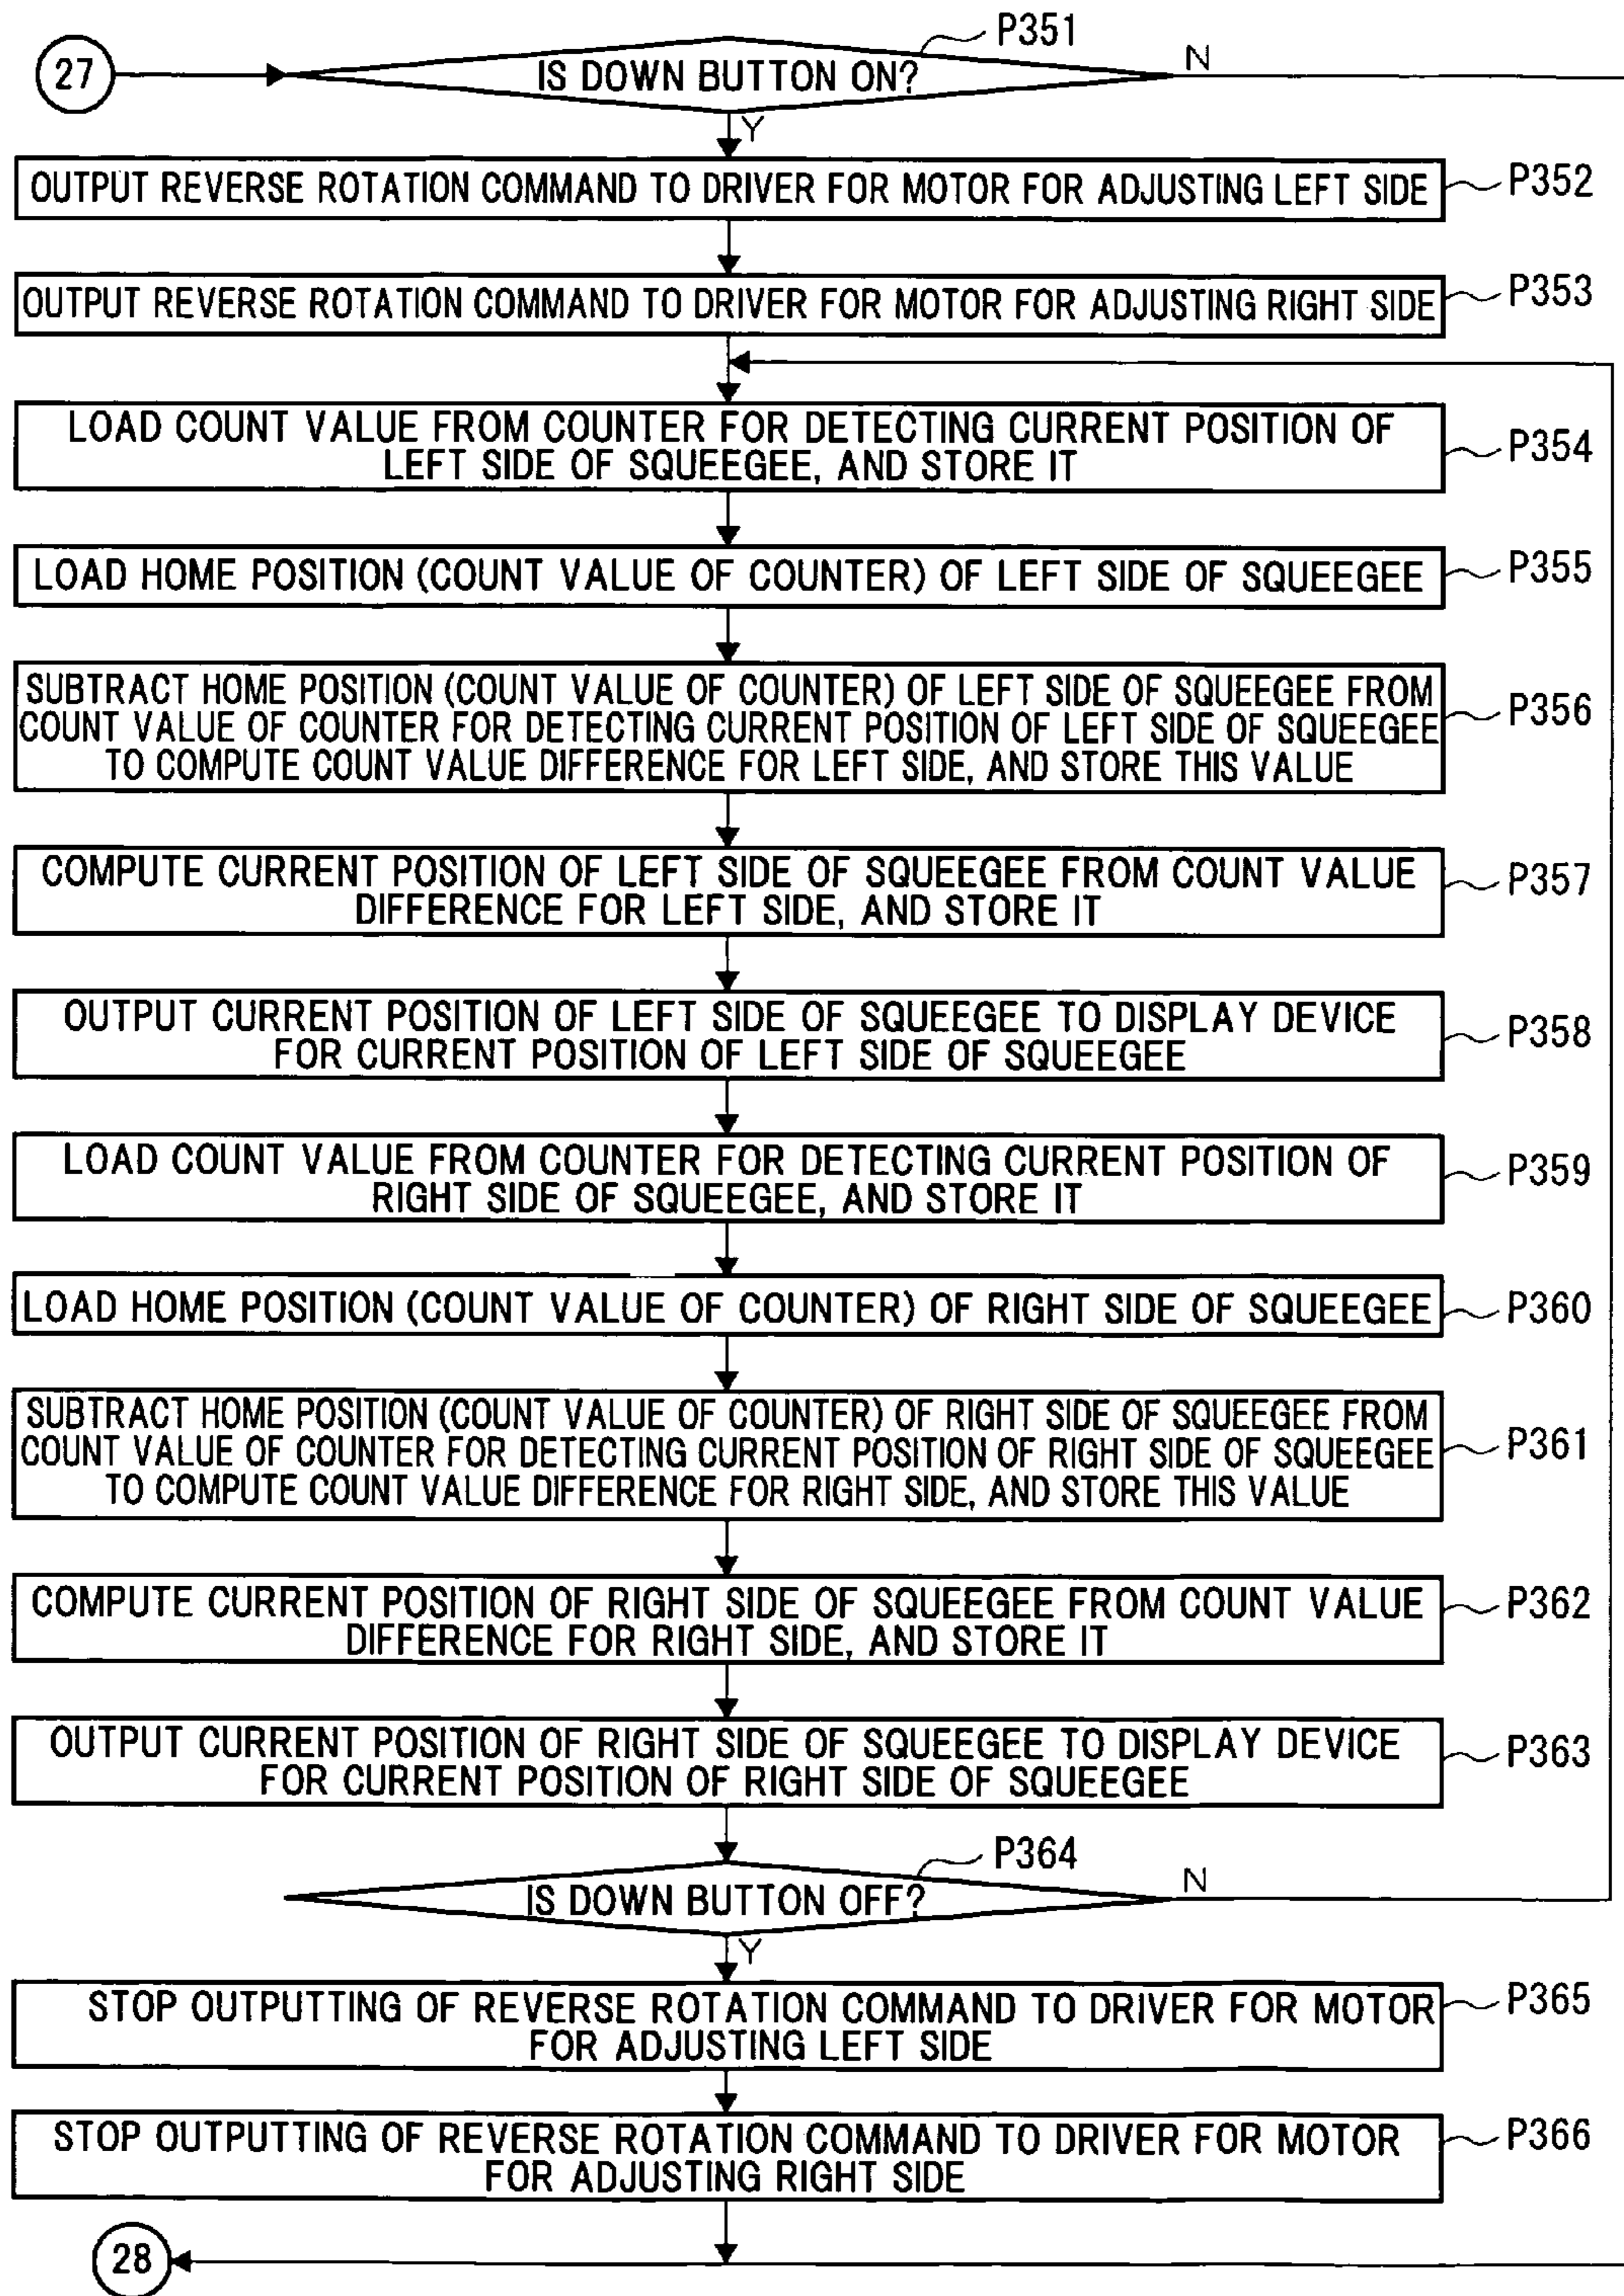 27
IS DOWN BUTTON ON?
P351
N
Y
OUTPUT REVERSE ROTATION COMMAND TO DRIVER FOR MOTOR FOR ADJUSTING LEFT SIDE
P352
OUTPUT REVERSE ROTATION COMMAND TO DRIVER FOR MOTOR FOR ADJUSTING RIGHT SIDE
P353
LOAD COUNT VALUE FROM COUNTER FOR DETECTING CURRENT POSITION OF
LEFT SIDE OF SQUEEGEE, AND STORE IT
P354
LOAD HOME POSITION (COUNT VALUE OF COUNTER) OF LEFT SIDE OF SQUEEGEE
P355
SUBTRACT HOME POSITION (COUNT VALUE OF COUNTER) OF LEFT SIDE OF SQUEEGEE FROM
COUNT VALUE OF COUNTER FOR DETECTING CURRENT POSITION OF LEFT SIDE OF SQUEEGEE
TO COMPUTE COUNT VALUE DIFFERENCE FOR LEFT SIDE, AND STORE THIS VALUE
P356
COMPUTE CURRENT POSITION OF LEFT SIDE OF SQUEEGEE FROM COUNT VALUE
DIFFERENCE FOR LEFT SIDE, AND STORE IT
P357
OUTPUT CURRENT POSITION OF LEFT SIDE OF SQUEEGEE TO DISPLAY DEVICE
FOR CURRENT POSITION OF LEFT SIDE OF SQUEEGEE
P358
LOAD COUNT VALUE FROM COUNTER FOR DETECTING CURRENT POSITION OF
RIGHT SIDE OF SQUEEGEE, AND STORE IT
P359
LOAD HOME POSITION (COUNT VALUE OF COUNTER) OF RIGHT SIDE OF SQUEEGEE
P360
SUBTRACT HOME POSITION (COUNT VALUE OF COUNTER) OF RIGHT SIDE OF SQUEEGEE FROM
COUNT VALUE OF COUNTER FOR DETECTING CURRENT POSITION OF RIGHT SIDE OF SQUEEGEE
TO COMPUTE COUNT VALUE DIFFERENCE FOR RIGHT SIDE, AND STORE THIS VALUE
P361
COMPUTE CURRENT POSITION OF RIGHT SIDE OF SQUEEGEE FROM COUNT VALUE
DIFFERENCE FOR RIGHT SIDE, AND STORE IT
P362
OUTPUT CURRENT POSITION OF RIGHT SIDE OF SQUEEGEE TO DISPLAY DEVICE
FOR CURRENT POSITION OF RIGHT SIDE OF SQUEEGEE
P363
P364
IS DOWN BUTTON OFF?
N
Y
STOP OUTPUTTING OF REVERSE ROTATION COMMAND TO DRIVER FOR MOTOR
FOR ADJUSTING LEFT SIDE
P365
STOP OUTPUTTING OF REVERSE ROTATION COMMAND TO DRIVER FOR MOTOR
FOR ADJUSTING RIGHT SIDE
P366
28